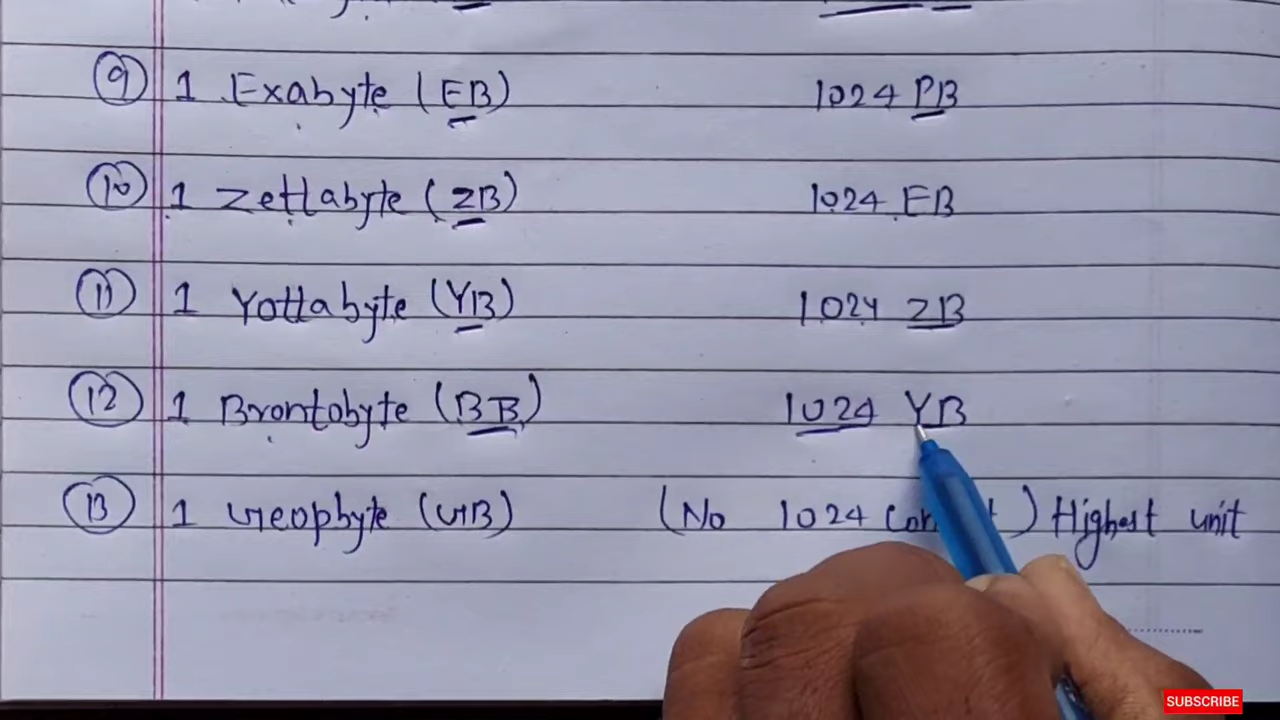 9 1 Exabyte (EB) 1024 PB
10 1 Zettabyte (ZB) 1024 EB
11 1 Yottabyte (YB) 1024 ZB
12 1 Brontobyte (BB) 1024 YB
13 1 Geopbyte (GB) (No 1024 ) Highest unit
SUBSCRIBE